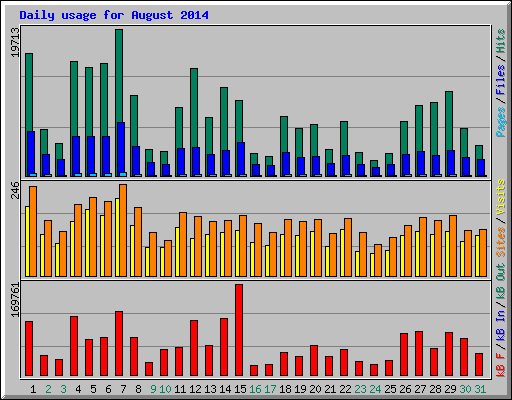 Daily usage for August 2014
19713
Pages / Files / Hits
246
Sites / Visits
169761
kB F / kB In / kB Out
1 2 3 4 5 6 7 8 9 10 11 12 13 14 15 16 17 18 19 20 21 22 23 24 25 26 27 28 29 30 31